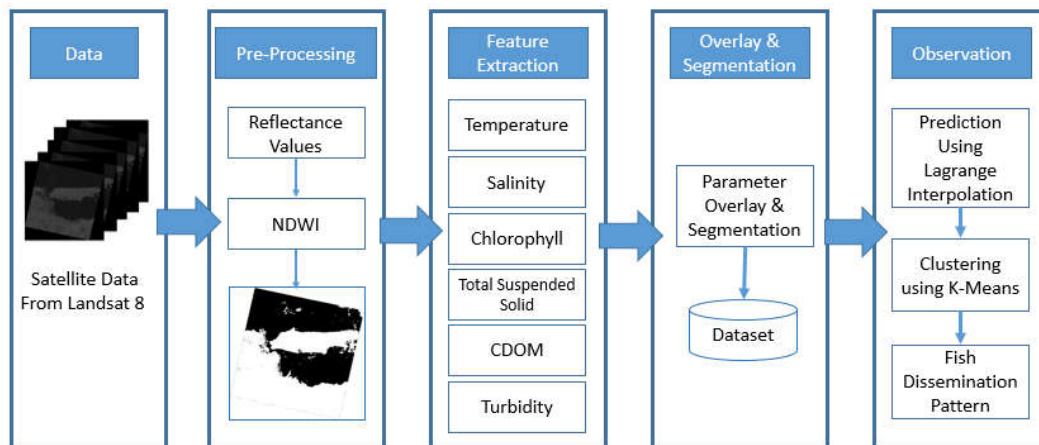 Data
Satellite Data
From Landsat 8
Pre-Processing
Reflectance
Values
NDWI
Feature
Extraction
Temperature
Salinity
Chlorophyll
Total Suspended
Solid
CDOM
Turbidity
Overlay &
Segmentation
Parameter
Overlay &
Segmentation
Dataset
Observation
Prediction
Using
Lagrange
Interpolation
Clustering
using K-Means
Fish
Dissemination
Pattern